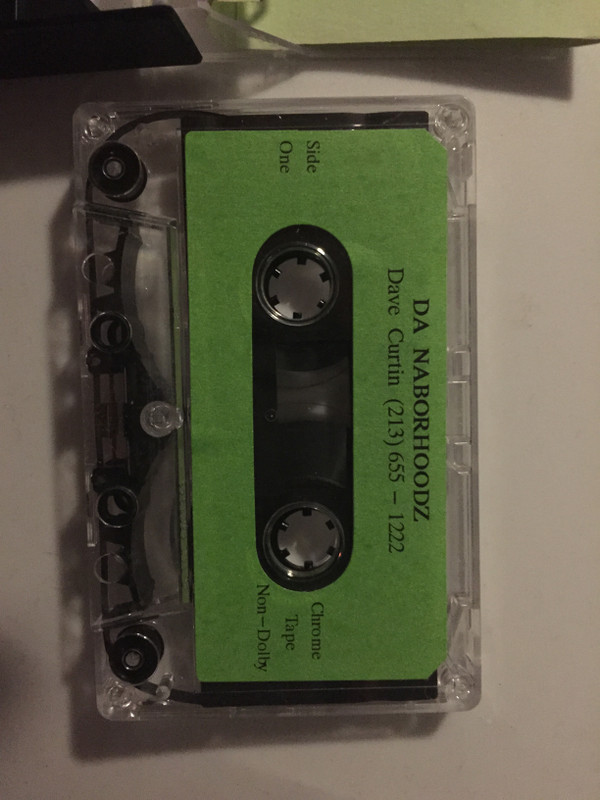 DA NABORHOODZ
Dave Curtin (213) 655 – 1222
Side
One
Chrome
Tape
Non–Dolby